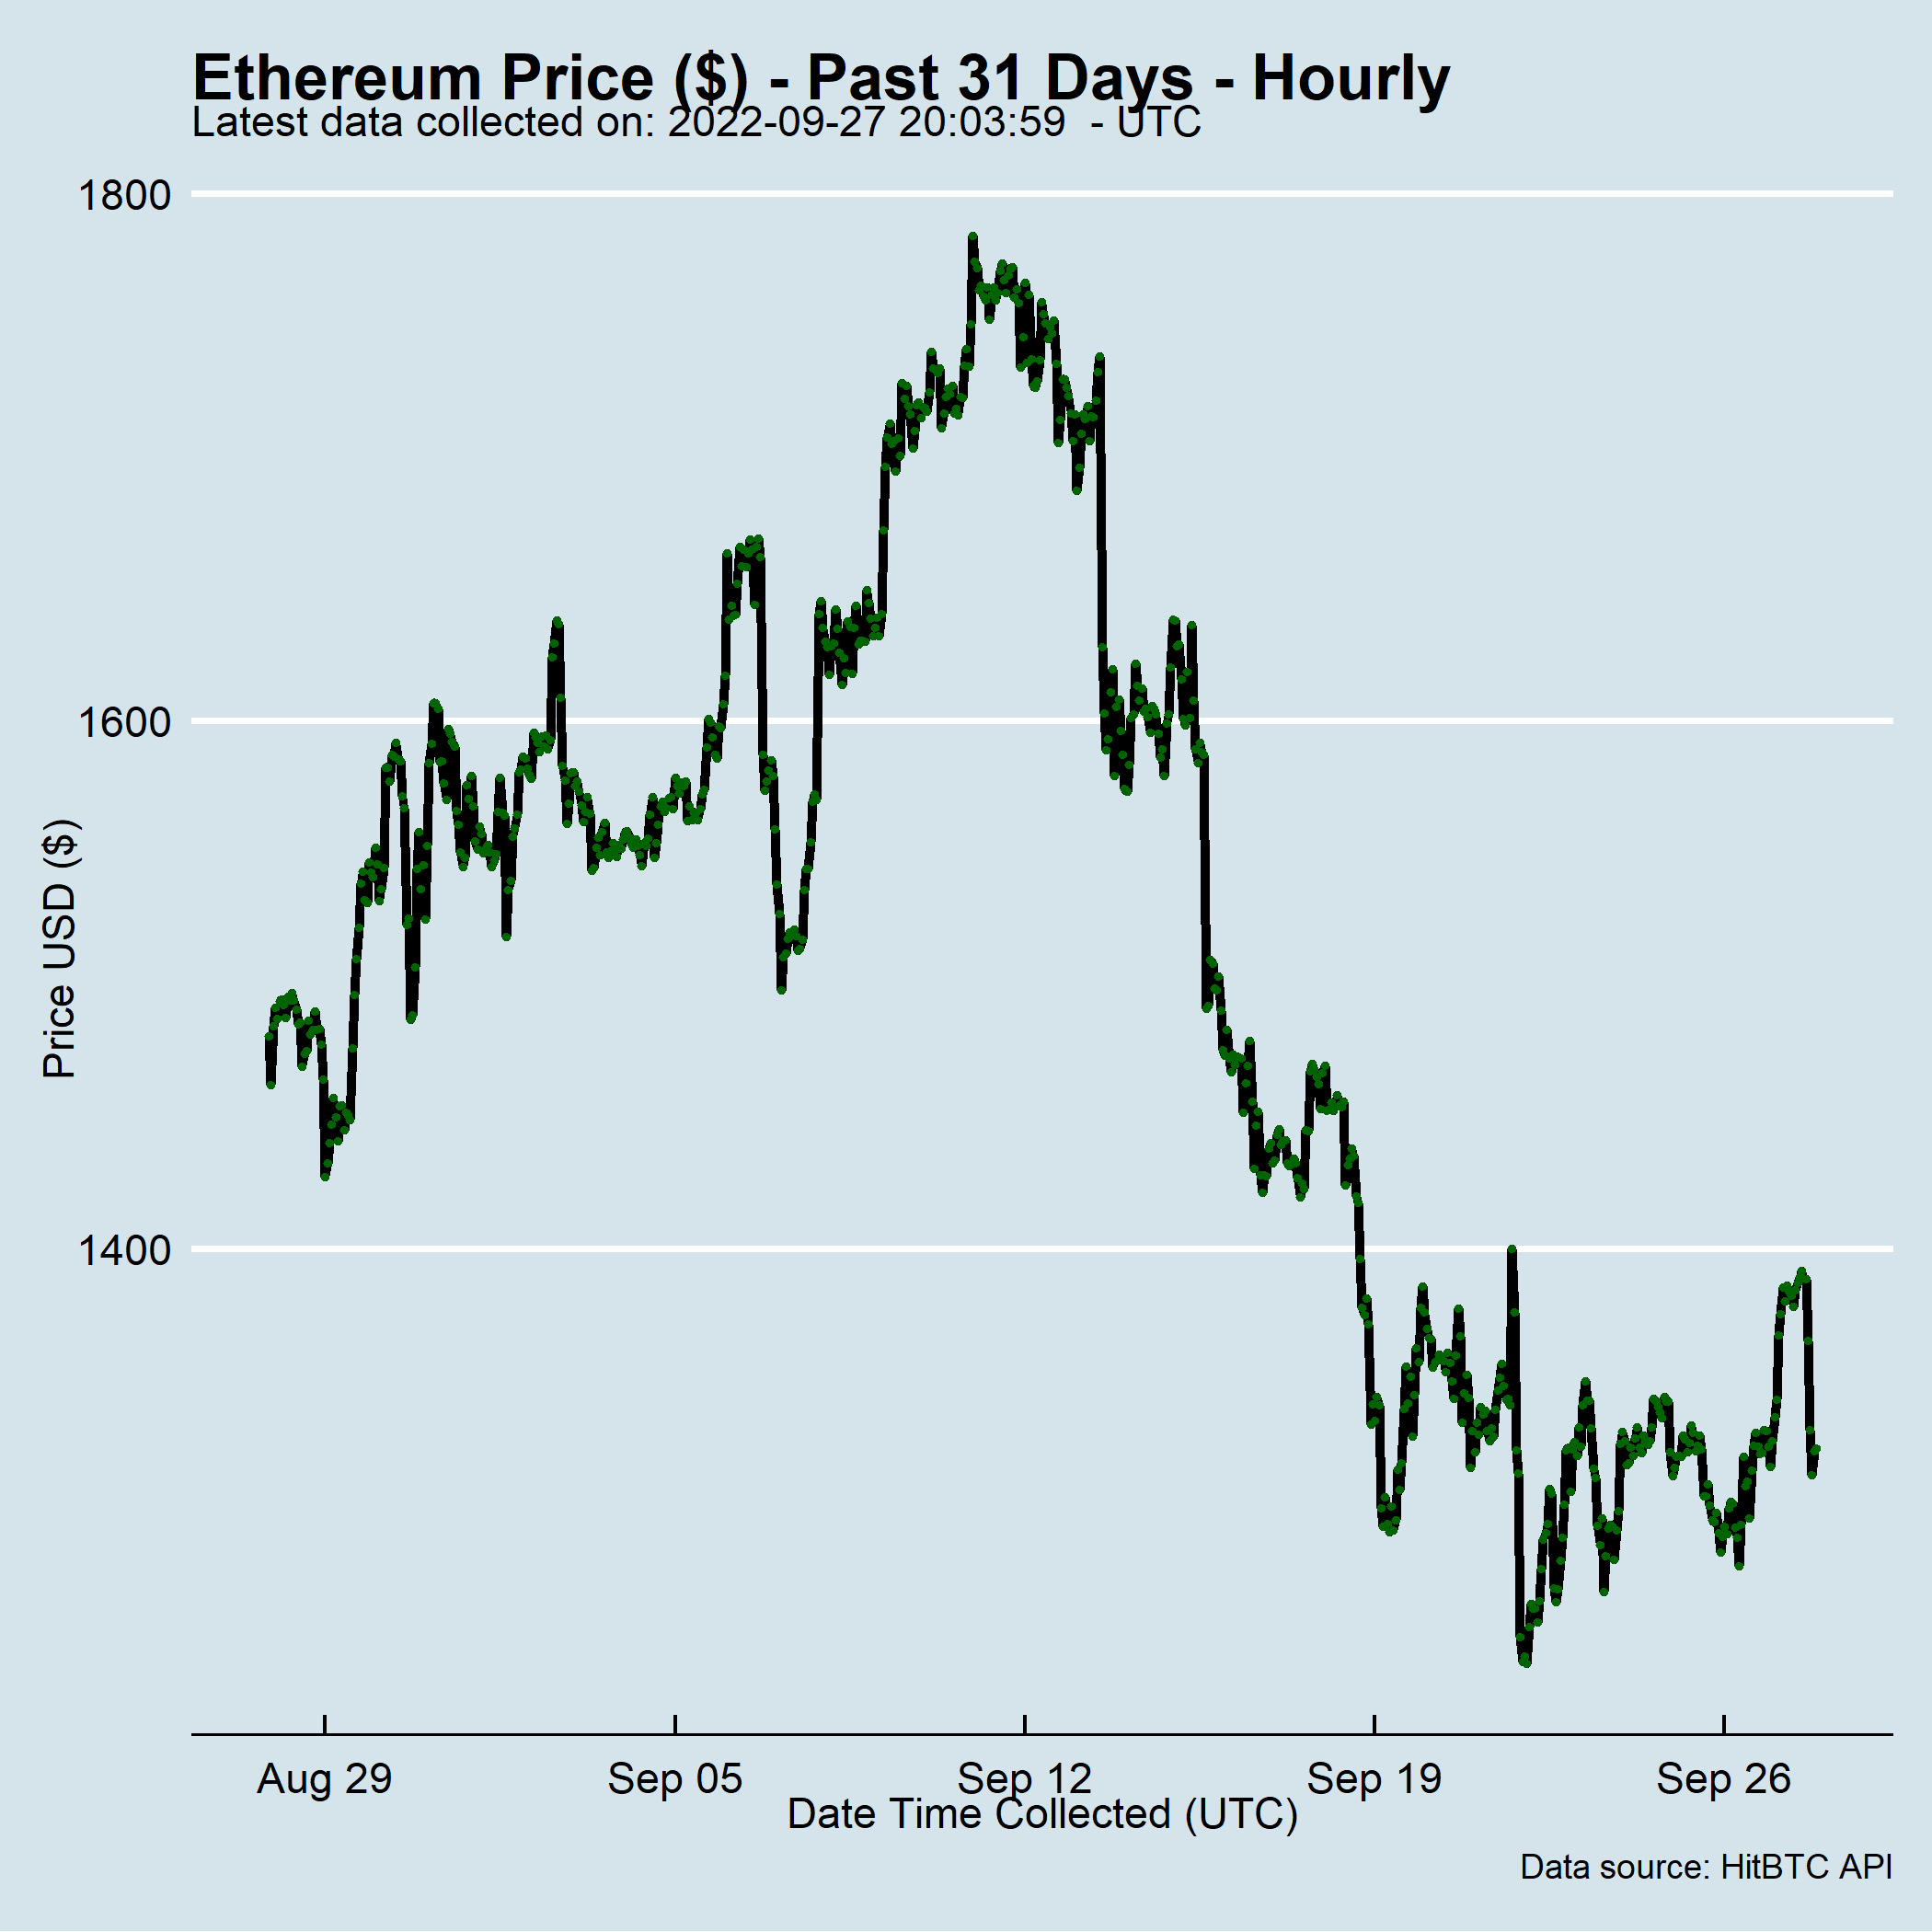 Ethereum Price ($) - Past 31 Days - Hourly
Latest data collected on: 2022-09-27 20:03:59  - UTC
1800
1600
1400
Price USD ($)
Aug 29
Sep 05
Sep 12
Sep 19
Sep 26
Date Time Collected (UTC)
Data source: HitBTC API